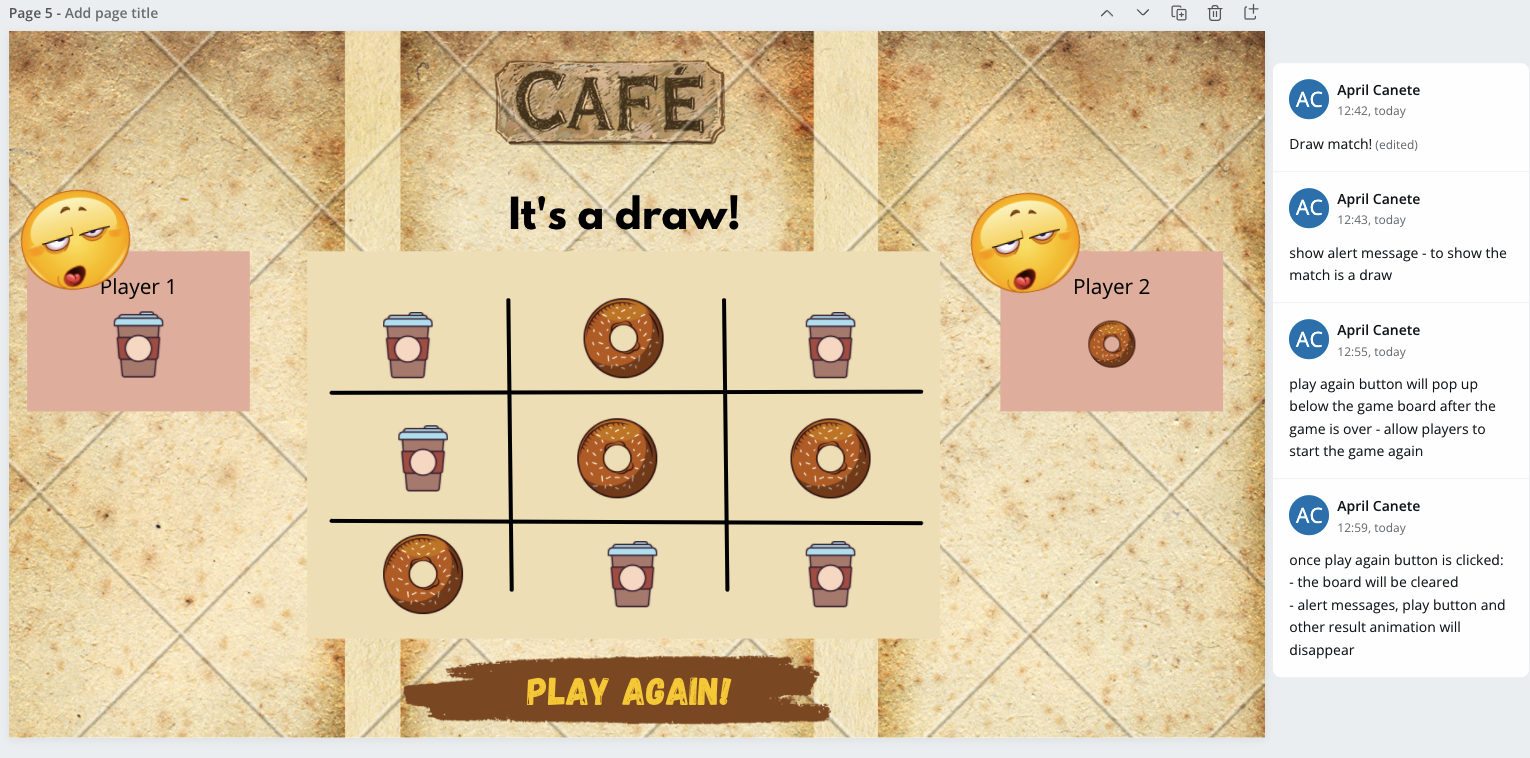 Page 5 - Add page title
CAFÉ
It's a draw!
Player 1
Player 2
PLAY AGAIN!
AC
April Canete
12:42, today
Draw match! (edited)
AC
April Canete
12:43, today
show alert message - to show the
match is a draw
AC
April Canete
12:55, today
play again button will pop up
below the game board after the
game is over - allow players to
start the game again
AC
April Canete
12:59, today
once play again button is clicked:
- the board will be cleared
- alert messages, play button and
other result animation will
disappear